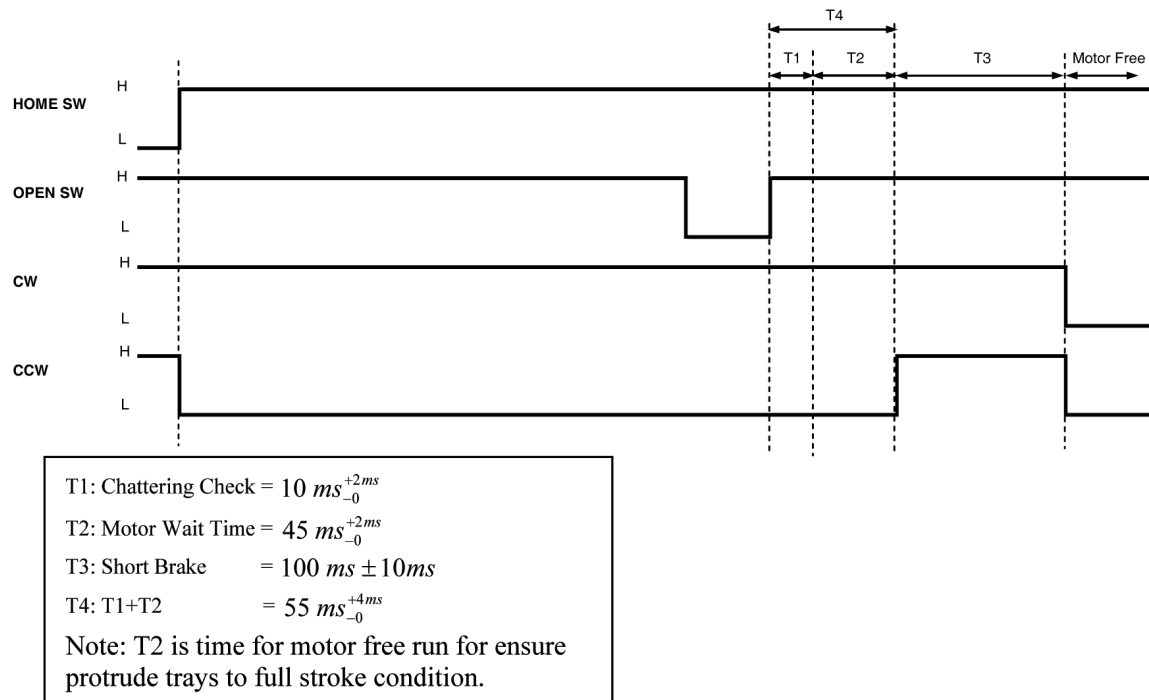 T4
T1 T2 T3 Motor Free
H
HOME SW
L
H
OPEN SW
L
H
CW
L
H
CCW
L
T1: Chattering Check = 10 ms +2ms -0
T2: Motor Wait Time = 45 ms +2ms -0
T3: Short Brake = 100 ms ± 10ms
T4: T1+T2 = 55 ms +4ms -0
Note: T2 is time for motor free run for ensure
protrude trays to full stroke condition.